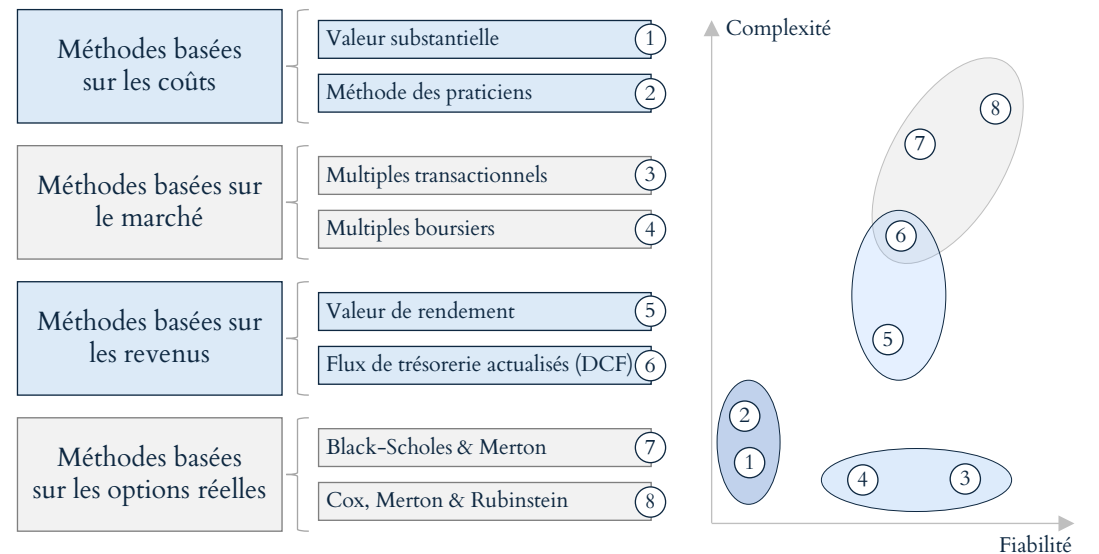 Méthodes basées
sur les coûts
Valeur substantielle 1
Méthode des praticiens 2
Méthodes basées sur
le marché
Multiples transactionnels 3
Multiples boursiers 4
Méthodes basées sur
les revenus
Valeur de rendement 5
Flux de trésorerie actualisés (DCF) 6
Méthodes basées
sur les options réelles
Black-Scholes & Merton 7
Cox, Merton & Rubinstein 8
Complexité
8
7
6
5
2
1
4 3
Fiabilité